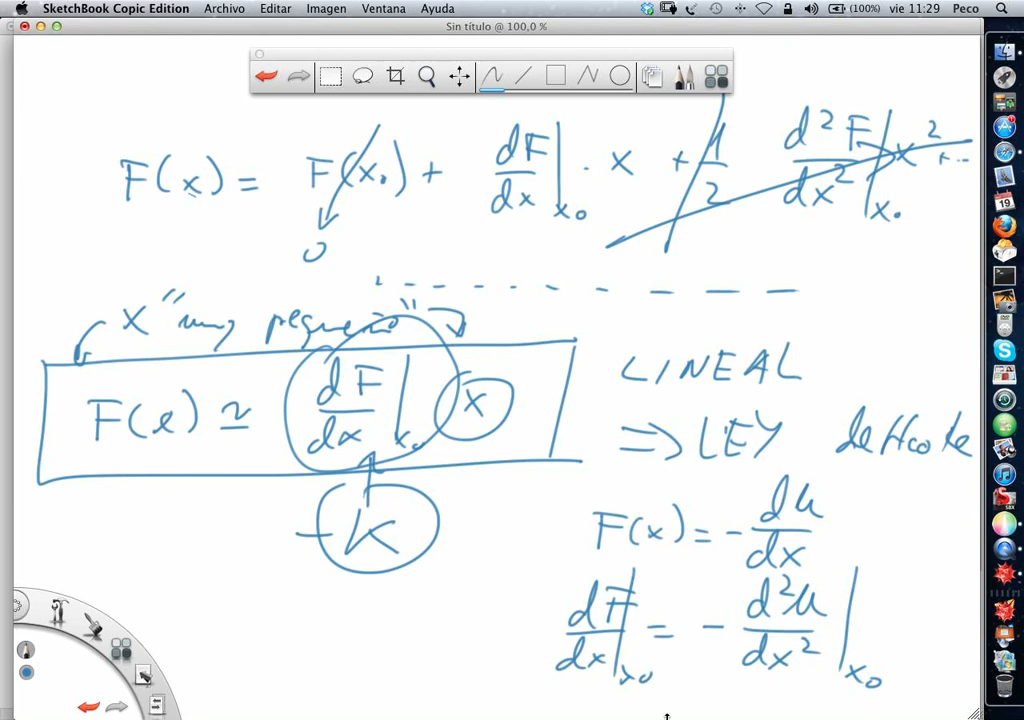 SketchBook Copic Edition Archivo Editar Imagen Ventana Ayuda (100%) vie 11:29 Peco
Sin título @ 100,0 %
F(x) = F(x₀) + dF/dx|x₀ · x + 1/2 d²F/dx²|x₀ x² + ...
0
x "muy pequeño"
F(x) ≃ dF/dx|x₀ x
LINEAL
⇒ LEY de Hooke
- K
F(x) = - du/dx
dF/dx|x₀ = - d²u/dx²|x₀
19